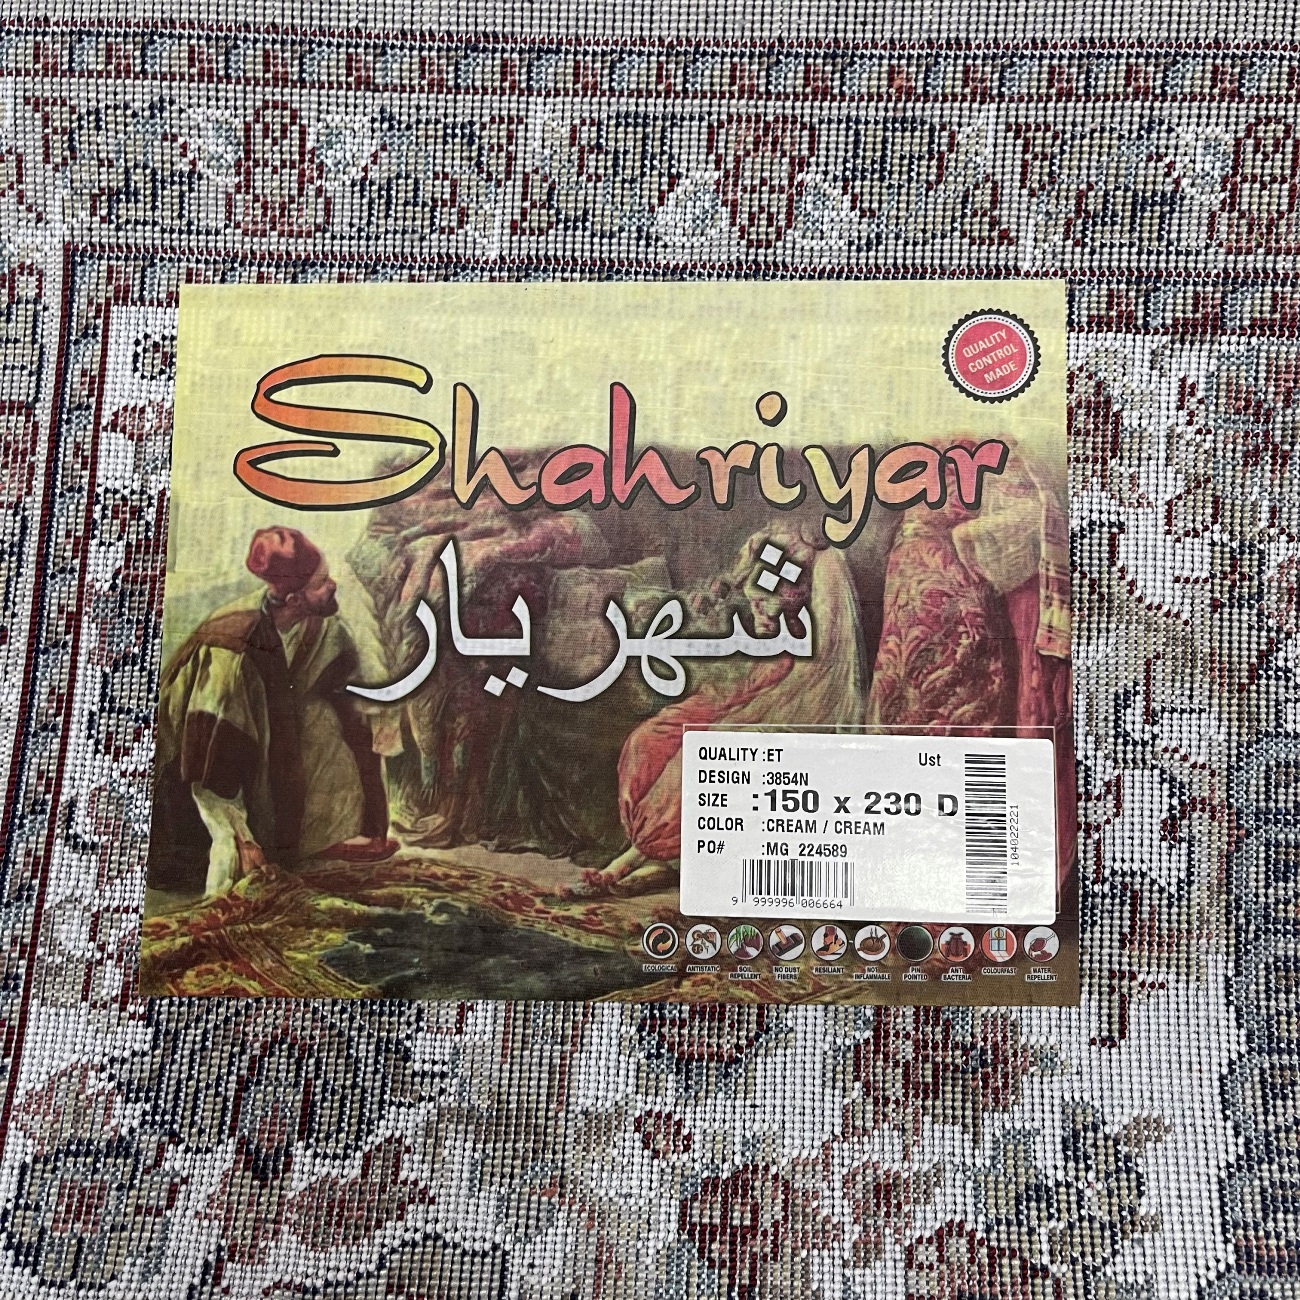 QUALITY
CONTROL
MADE
Shahriyar
شهريار
QUALITY :ET Ust
DESIGN :3854N
SIZE :150 x 230 D
COLOR :CREAM / CREAM
PO# :MG 224589
9 999996 006664
104022221
ECOLOGICAL
ANTISTATIC
SOIL REPELLENT
NO DUST FIBERS
RESILIANT
NOT INFLAMMABLE
PIN POINTED
ANTI BACTERIA
COLOURFAST
WATER REPELLENT